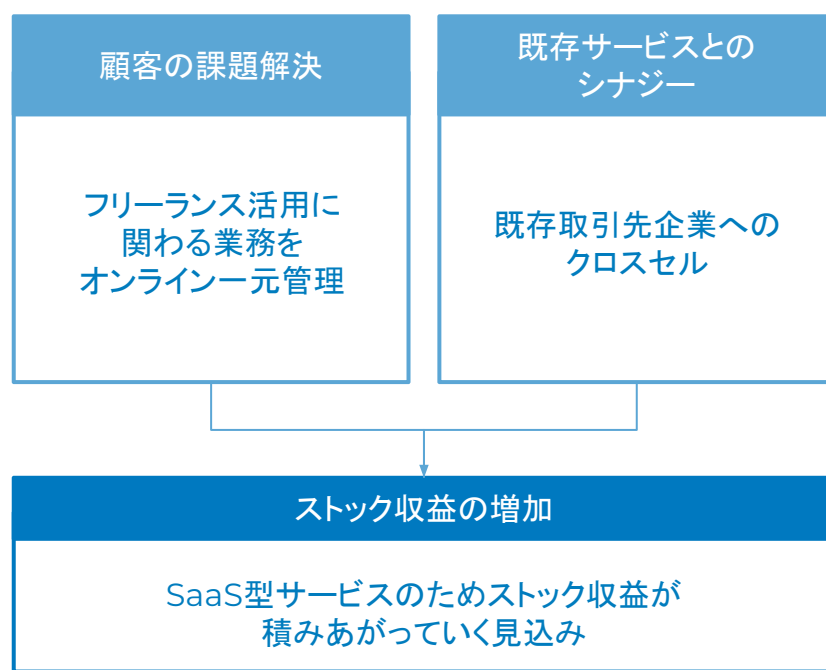 顧客の課題解決
フリーランス活用に
関わる業務を
オンライン一元管理
既存サービスとの
シナジー
既存取引先企業への
クロスセル
ストック収益の増加
SaaS型サービスのためストック収益が
積みあがっていく見込み